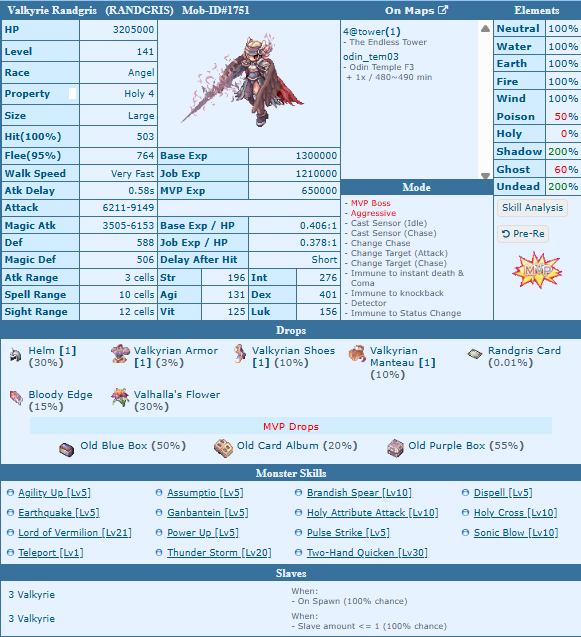 Valkyrie Randgris (RANDGRIS) Mob-ID#1751
HP 3205000
Level 141
Race Angel
Property Holy 4
Size Large
Hit(100%) 503
Flee(95%) 764 Base Exp 1300000
Walk Speed Very Fast Job Exp 1210000
Atk Delay 0.58s MVP Exp 650000
Attack 6211-9149
Magic Atk 3505-6153 Base Exp / HP 0.406:1
Def 588 Job Exp / HP 0.378:1
Magic Def 506 Delay After Hit Short
Atk Range 3 cells Str 196 Int 276
Spell Range 10 cells Agi 131 Dex 401
Sight Range 12 cells Vit 125 Luk 156
On Maps
4@tower(1)
- The Endless Tower
odin_tem03
- Odin Temple F3
+ 1x / 480~490 min
Mode
- MVP Boss
- Aggressive
- Cast Sensor (Idle)
- Cast Sensor (Chase)
- Change Chase
- Change Target (Attack)
- Change Target (Chase)
- Immune to instant death &
Coma
- Immune to knockback
- Detector
- Immune to Status Change
Elements
Neutral 100%
Water 100%
Earth 100%
Fire 100%
Wind 100%
Poison 50%
Holy 0%
Shadow 200%
Ghost 60%
Undead 200%
Skill Analysis
Pre-Re
MVP
Drops
Helm [1]
(30%)
Valkyrian Armor
[1] (3%)
Valkyrian Shoes
[1] (10%)
Valkyrian
Manteau [1]
(10%)
Randgris Card
(0.01%)
Bloody Edge
(15%)
Valhalla's Flower
(30%)
MVP Drops
Old Blue Box (50%) Old Card Album (20%) Old Purple Box (55%)
Monster Skills
Agility Up [Lv5] Assumptio [Lv5] Brandish Spear [Lv10] Dispell [Lv5]
Earthquake [Lv5] Ganbantein [Lv5] Holy Attribute Attack [Lv10] Holy Cross [Lv10]
Lord of Vermilion [Lv21] Power Up [Lv5] Pulse Strike [Lv5] Sonic Blow [Lv10]
Teleport [Lv1] Thunder Storm [Lv20] Two-Hand Quicken [Lv30]
Slaves
3 Valkyrie
When:
- On Spawn (100% chance)
3 Valkyrie
When:
- Slave amount <= 1 (100% chance)